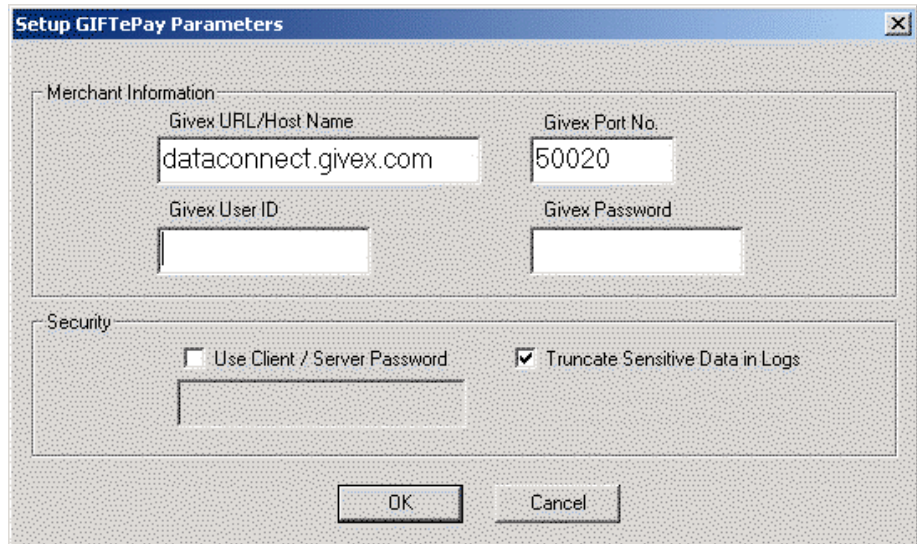 Setup GIFTePay Parameters
Merchant Information
Givex URL/Host Name Givex Port No.
dataconnect.givex.com 50020
Givex User ID Givex Password
Security
Use Client / Server Password Truncate Sensitive Data in Logs
OK Cancel